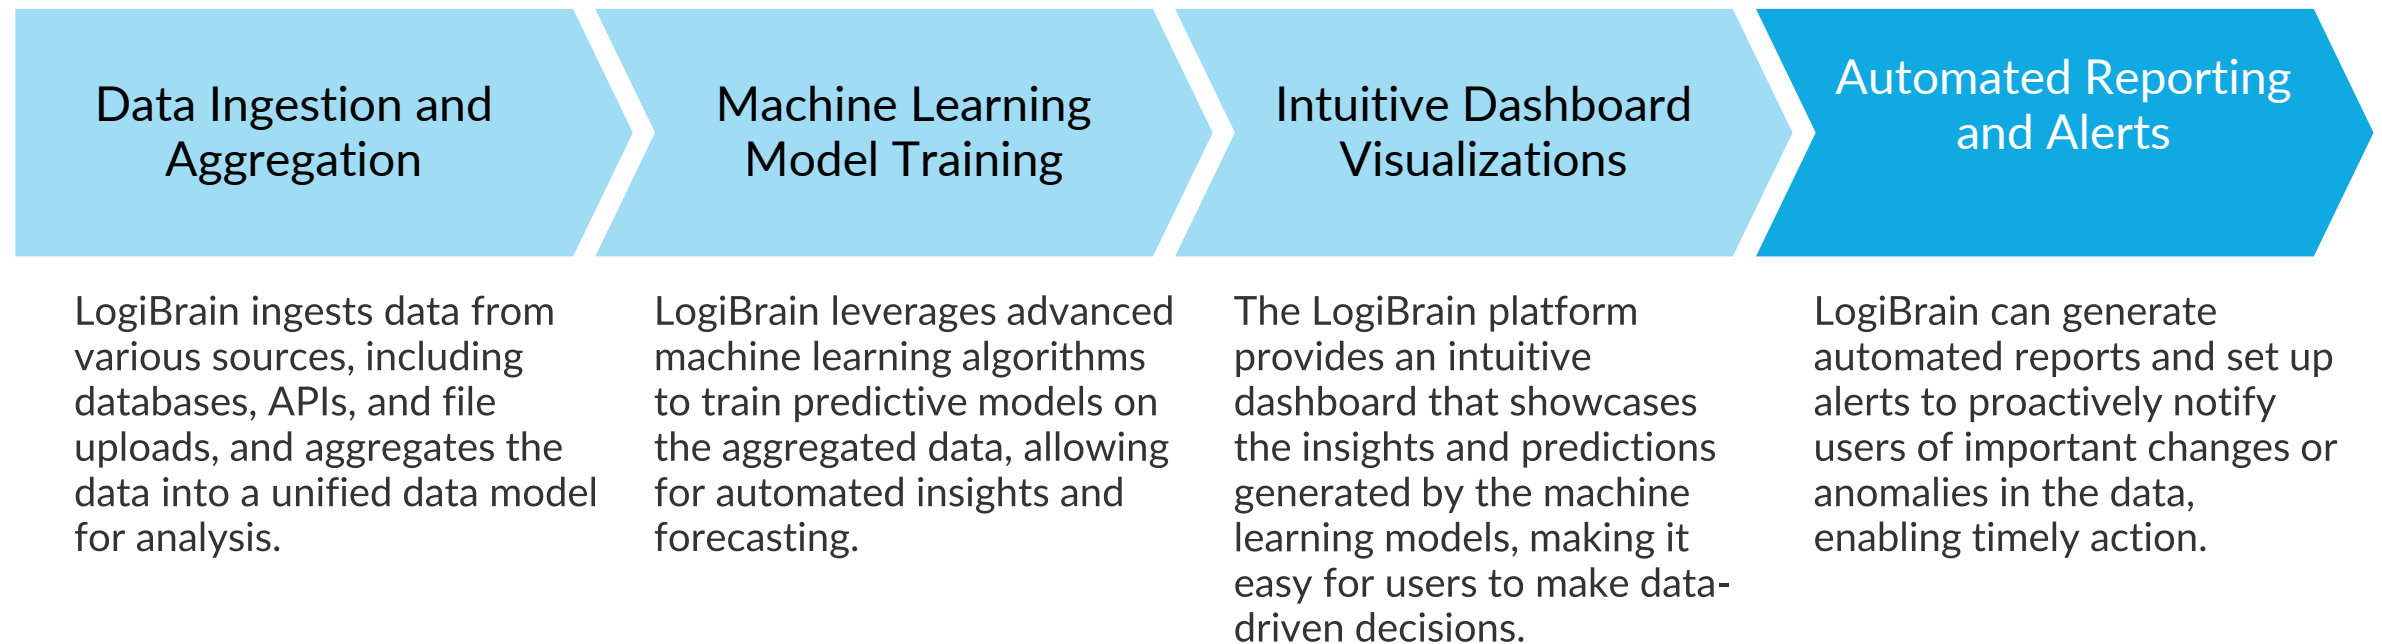 Data Ingestion and
Aggregation
Machine Learning
Model Training
Intuitive Dashboard
Visualizations
Automated Reporting
and Alerts
LogiBrain ingests data from
various sources, including
databases, APIs, and file
uploads, and aggregates the
data into a unified data model
for analysis.
LogiBrain leverages advanced
machine learning algorithms
to train predictive models on
the aggregated data, allowing
for automated insights and
forecasting.
The LogiBrain platform
provides an intuitive
dashboard that showcases
the insights and predictions
generated by the machine
learning models, making it
easy for users to make data-
driven decisions.
LogiBrain can generate
automated reports and set up
alerts to proactively notify
users of important changes or
anomalies in the data,
enabling timely action.